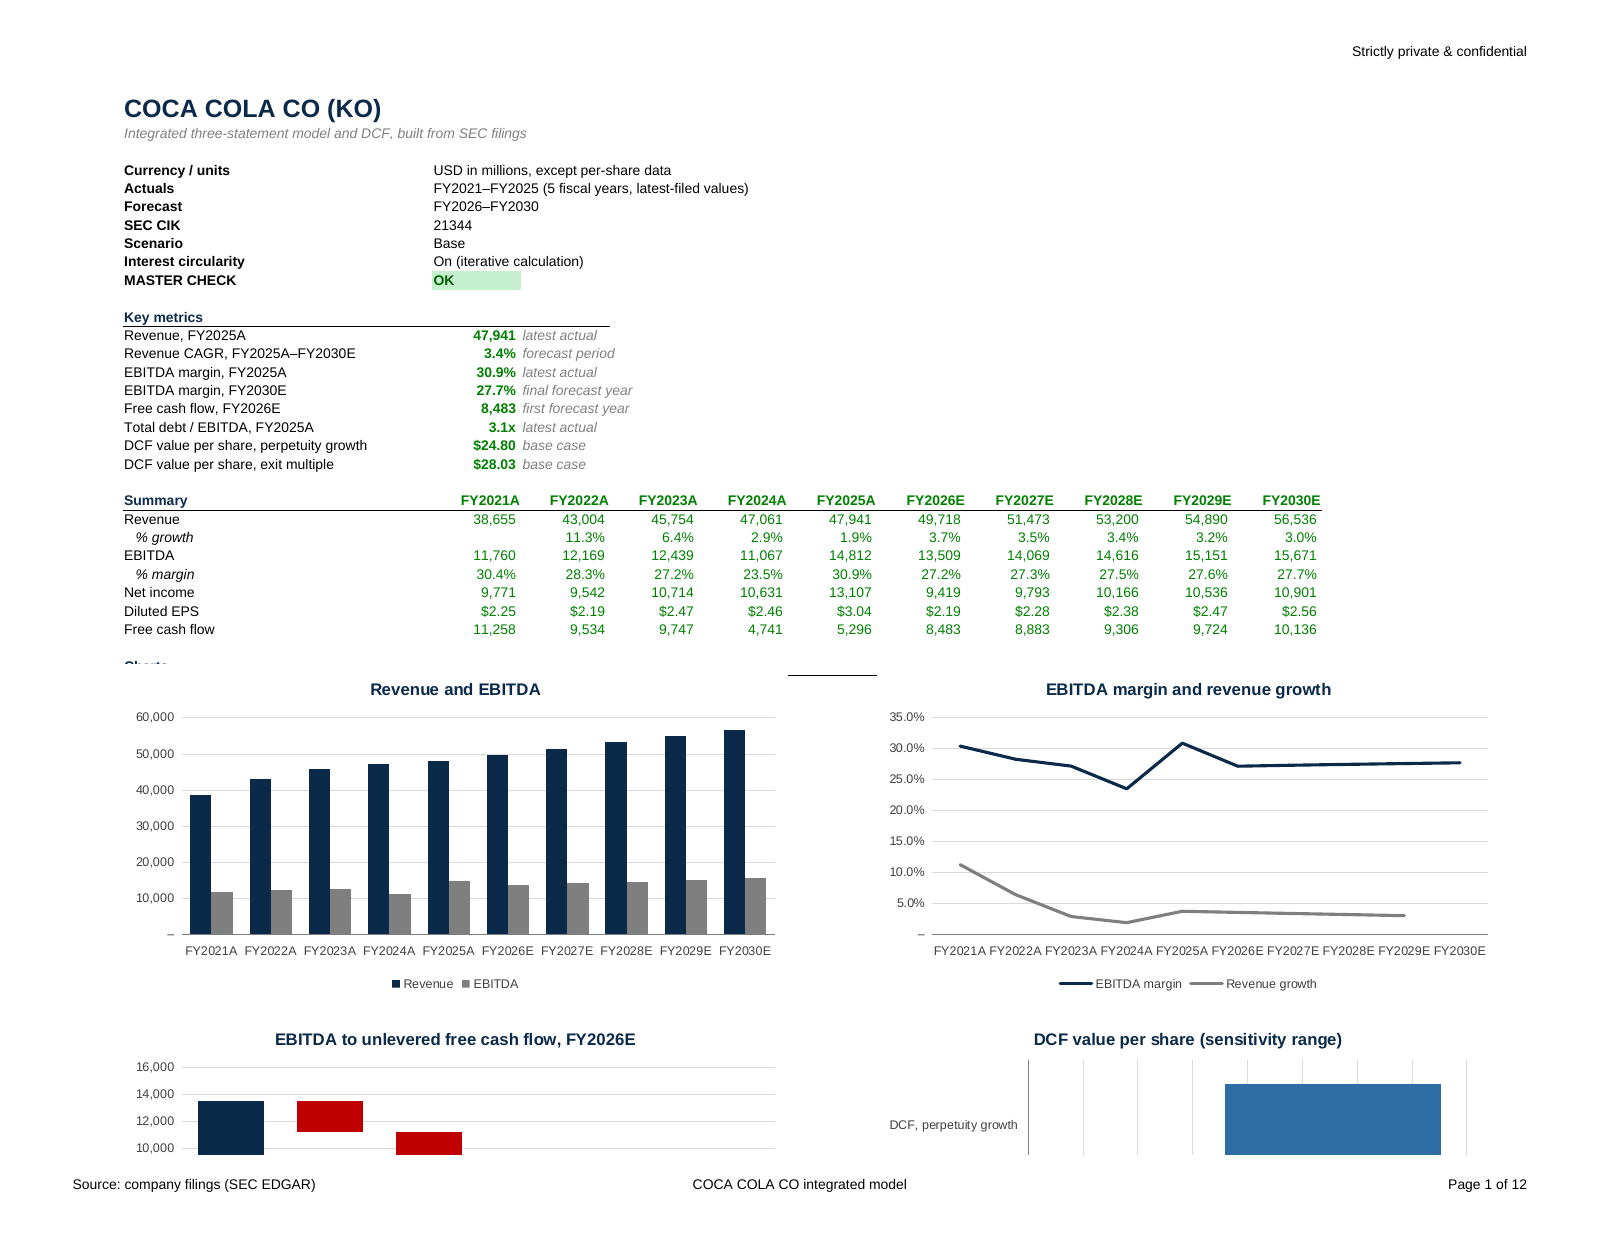 Strictly private & confidential
COCA COLA CO (KO)
Integrated three-statement model and DCF, built from SEC filings
Currency / units USD in millions, except per-share data
Actuals FY2021–FY2025 (5 fiscal years, latest-filed values)
Forecast FY2026–FY2030
SEC CIK 21344
Scenario Base
Interest circularity On (iterative calculation)
MASTER CHECK OK
Key metrics
Revenue, FY2025A 47,941 latest actual
Revenue CAGR, FY2025A–FY2030E 3.4% forecast period
EBITDA margin, FY2025A 30.9% latest actual
EBITDA margin, FY2030E 27.7% final forecast year
Free cash flow, FY2026E 8,483 first forecast year
Total debt / EBITDA, FY2025A 3.1x latest actual
DCF value per share, perpetuity growth $24.80 base case
DCF value per share, exit multiple $28.03 base case
Summary FY2021A FY2022A FY2023A FY2024A FY2025A FY2026E FY2027E FY2028E FY2029E FY2030E
Revenue 38,655 43,004 45,754 47,061 47,941 49,718 51,473 53,200 54,890 56,536
% growth 11.3% 6.4% 2.9% 1.9% 3.7% 3.5% 3.4% 3.2% 3.0%
EBITDA 11,760 12,169 12,439 11,067 14,812 13,509 14,069 14,616 15,151 15,671
% margin 30.4% 28.3% 27.2% 23.5% 30.9% 27.2% 27.3% 27.5% 27.6% 27.7%
Net income 9,771 9,542 10,714 10,631 13,107 9,419 9,793 10,166 10,536 10,901
Diluted EPS $2.25 $2.19 $2.47 $2.46 $3.04 $2.19 $2.28 $2.38 $2.47 $2.56
Free cash flow 11,258 9,534 9,747 4,741 5,296 8,483 8,883 9,306 9,724 10,136
Revenue and EBITDA
60,000
50,000
40,000
30,000
20,000
10,000
–
FY2021A FY2022A FY2023A FY2024A FY2025A FY2026E FY2027E FY2028E FY2029E FY2030E
Revenue EBITDA
EBITDA margin and revenue growth
35.0%
30.0%
25.0%
20.0%
15.0%
10.0%
5.0%
–
FY2021A FY2022A FY2023A FY2024A FY2025A FY2026E FY2027E FY2028E FY2029E FY2030E
EBITDA margin Revenue growth
EBITDA to unlevered free cash flow, FY2026E
16,000
14,000
12,000
10,000
DCF value per share (sensitivity range)
DCF, perpetuity growth
Source: company filings (SEC EDGAR) COCA COLA CO integrated model Page 1 of 12